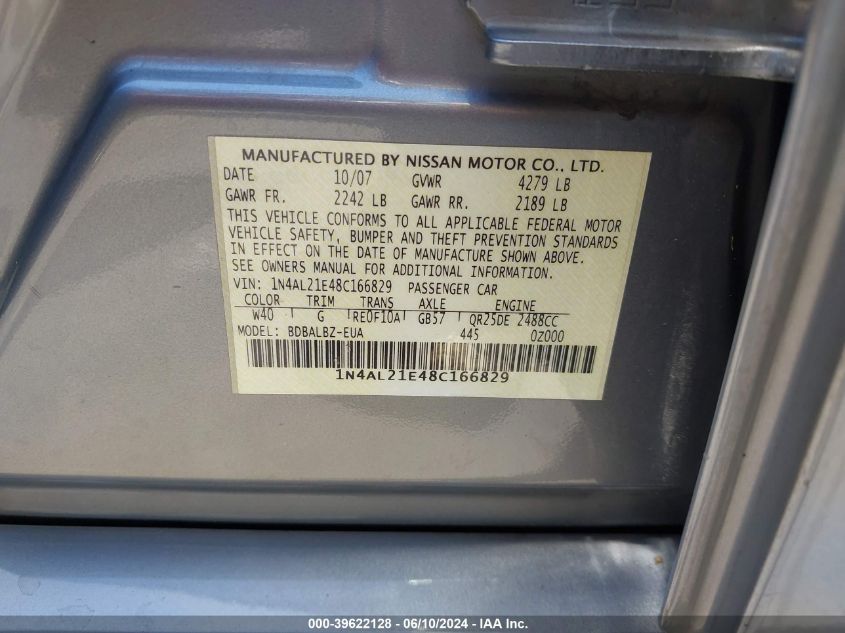 MANUFACTURED BY NISSAN MOTOR CO., LTD.
DATE 10/07 GVWR 4279 LB
GAWR FR. 2242 LB GAWR RR. 2189 LB
THIS VEHICLE CONFORMS TO ALL APPLICABLE FEDERAL MOTOR
VEHICLE SAFETY, BUMPER AND THEFT PREVENTION STANDARDS
IN EFFECT ON THE DATE OF MANUFACTURE SHOWN ABOVE.
SEE OWNERS MANUAL FOR ADDITIONAL INFORMATION.
VIN: 1N4AL21E48C166829 PASSENGER CAR
COLOR TRIM TRANS AXLE ENGINE
W40 G RE0F10A GB57 QR25DE 2488CC
MODEL: BDBALBZ-EUA 445 0Z000
1N4AL21E48C166829
000-39622128 - 06/10/2024 - IAA Inc.